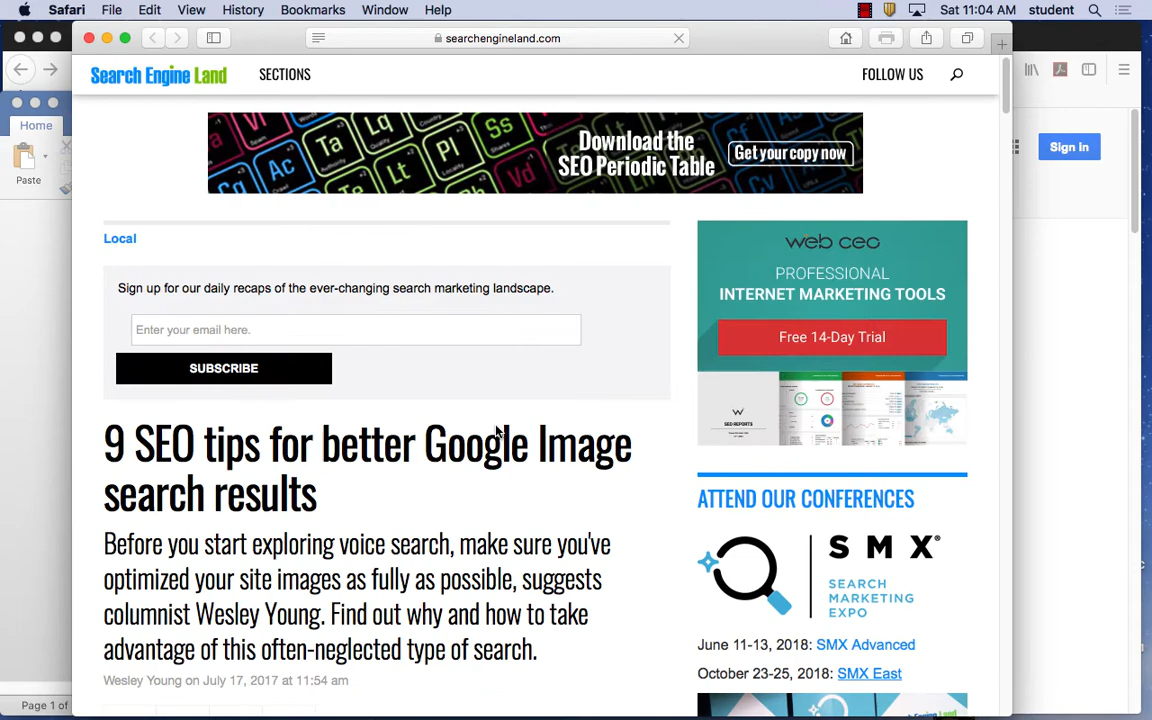 Safari File Edit View History Bookmarks Window Help
Sat 11:04 AM student
searchengineland.com
Home
Paste
Sign In
Search Engine Land SECTIONS FOLLOW US
Download the
SEO Periodic Table
Get your copy now
Local
Sign up for our daily recaps of the ever-changing search marketing landscape.
Enter your email here.
SUBSCRIBE
9 SEO tips for better Google Image
search results
Before you start exploring voice search, make sure you've
optimized your site images as fully as possible, suggests
columnist Wesley Young. Find out why and how to take
advantage of this often-neglected type of search.
Wesley Young on July 17, 2017 at 11:54 am
web ceo
PROFESSIONAL
INTERNET MARKETING TOOLS
Free 14-Day Trial
SEO REPORTS
ATTEND OUR CONFERENCES
SMX®
SEARCH
MARKETING
EXPO
June 11-13, 2018: SMX Advanced
October 23-25, 2018: SMX East
Page 1 of